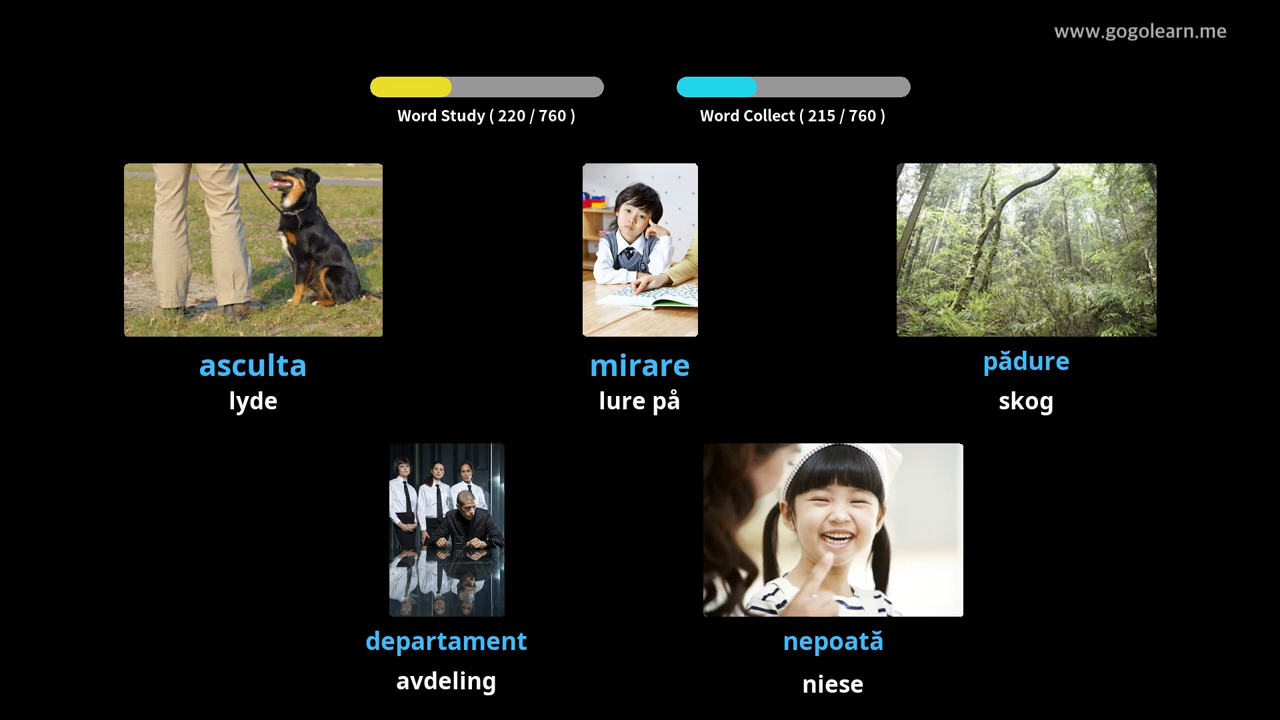 www.gogolearn.me
Word Study ( 220 / 760 )
Word Collect ( 215 / 760 )
asculta
lyde
mirare
lure på
pădure
skog
departament
avdeling
nepoată
niese